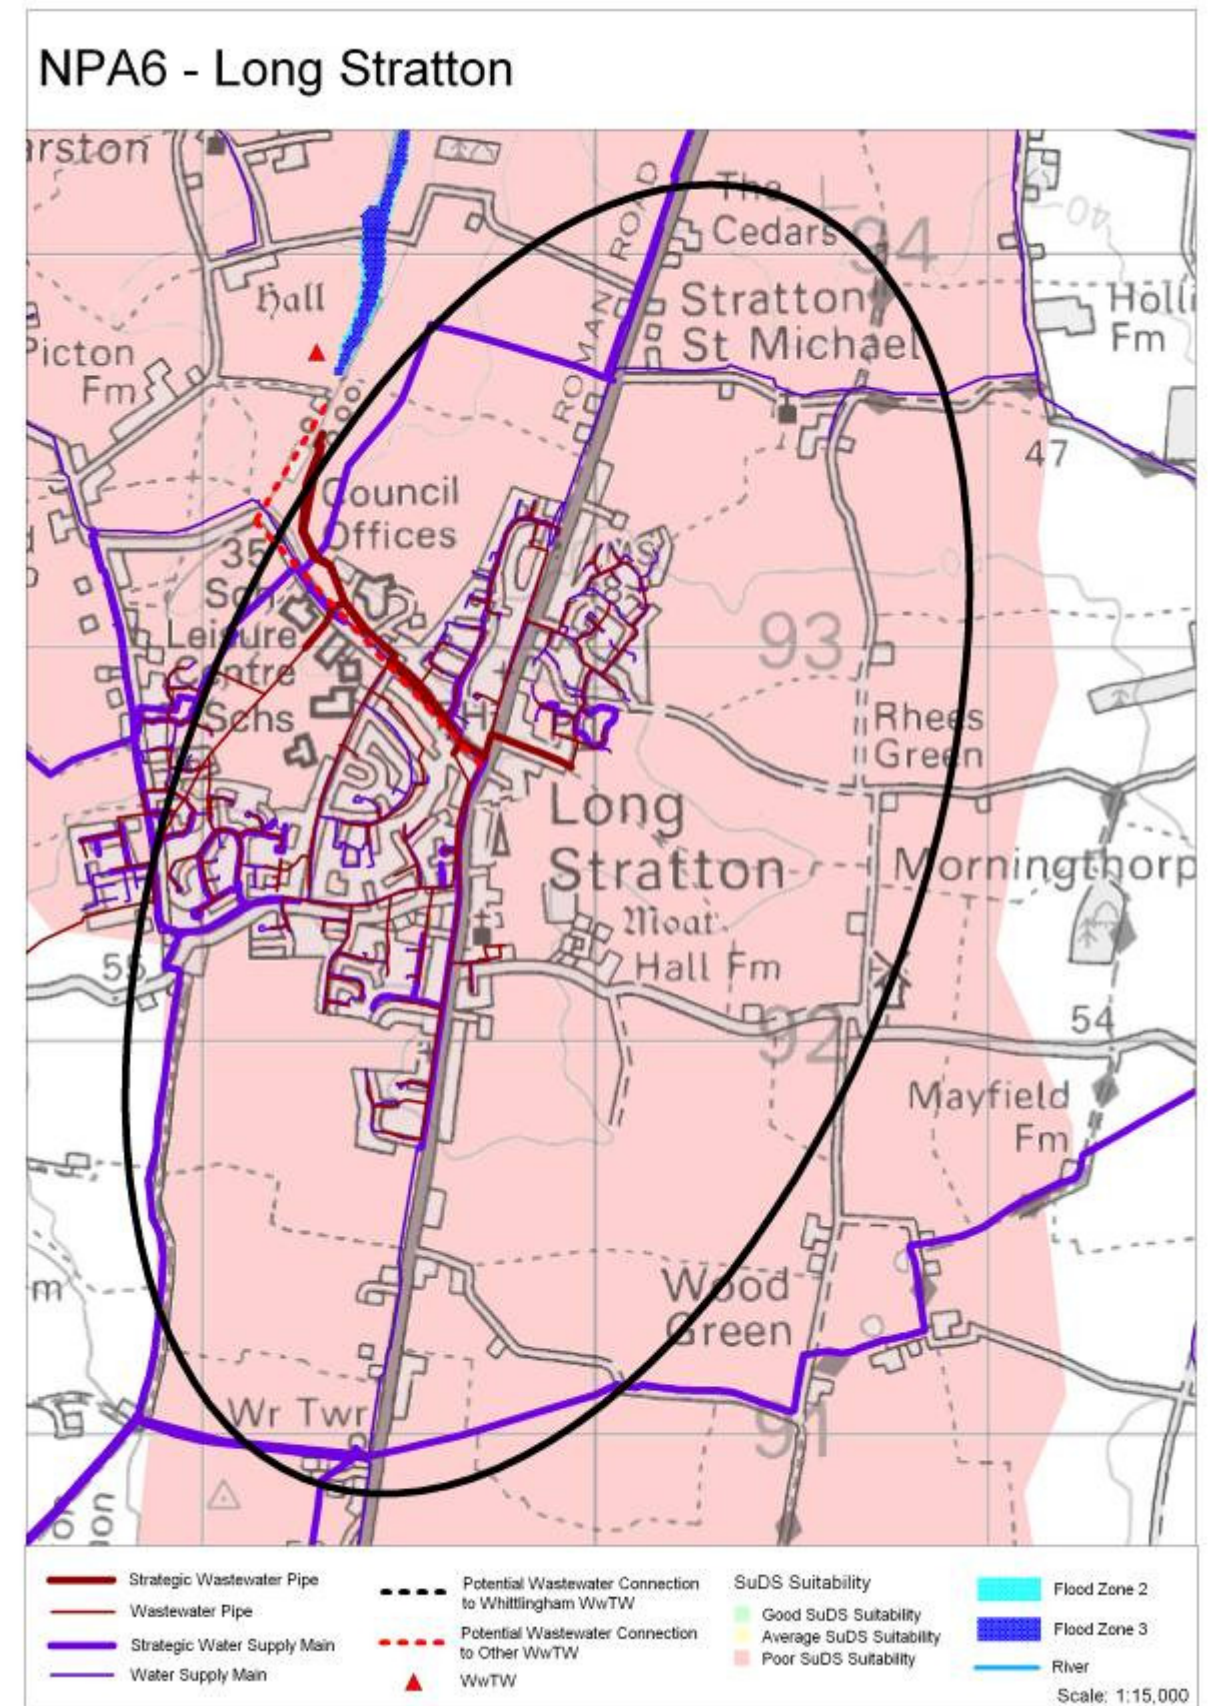 NPA6 - Long Stratton
arston
ROMAN ROAD
The
Cedars
94
40
Hall
Stratton
St Michael
Holli
Fm
Picton
Fm
47
Council
Offices
35
Sch
Leisure
Centre
Schs
93
Rhees
Green
Long
Stratton
Morningthorp
Moat
Hall Fm
55
92
54
Mayfield
Fm
m
Wood
Green
Wr Twr
91
on
Strategic Wastewater Pipe
Wastewater Pipe
Strategic Water Supply Main
Water Supply Main
Potential Wastewater Connection
to Whittlingham WwTW
Potential Wastewater Connection
to Other WwTW
WwTW
SuDS Suitability
Good SuDS Suitability
Average SuDS Suitability
Poor SuDS Suitability
Flood Zone 2
Flood Zone 3
River
Scale: 1:15,000